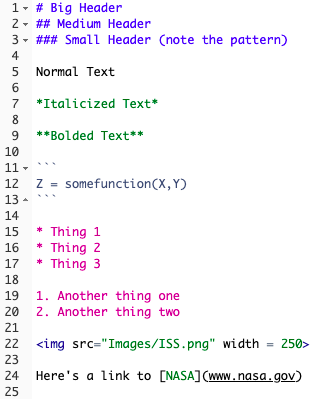 1 # Big Header
2 ## Medium Header
3 ### Small Header (note the pattern)
4
5 Normal Text
6
7 *Italicized Text*
8
9 **Bolded Text**
10
11 ```
12 Z = somefunction(X,Y)
13 ```
14
15 * Thing 1
16 * Thing 2
17 * Thing 3
18
19 1. Another thing one
20 2. Another thing two
21
22 <img src="Images/ISS.png" width = 250>
23
24 Here's a link to [NASA](www.nasa.gov)
25